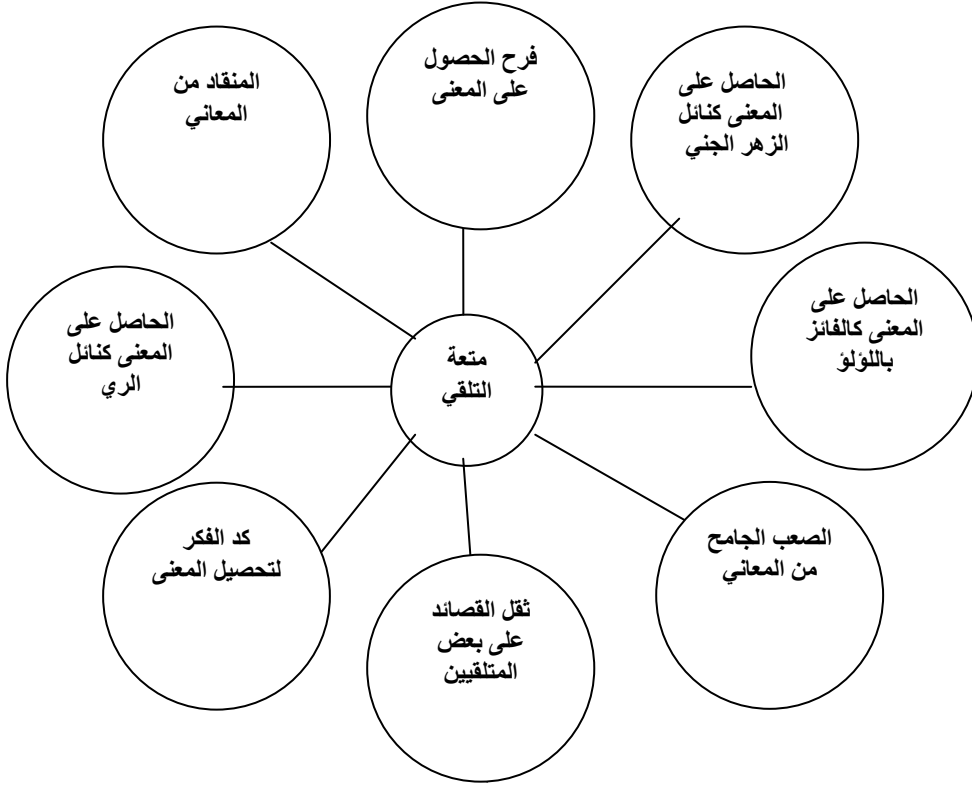 فرح الحصول
على المعنى
الحاصل على
المعنى كنائل
الزهر الجني
المنقاد من
المعاني
الحاصل على
المعنى كالفائز
باللؤلؤ
الحاصل على
المعنى كنائل
الري
متعة
التلقي
الصعب الجامح
من المعاني
كد الفكر
لتحصيل المعنى
ثقل القصائد
على بعض
المتلقيين